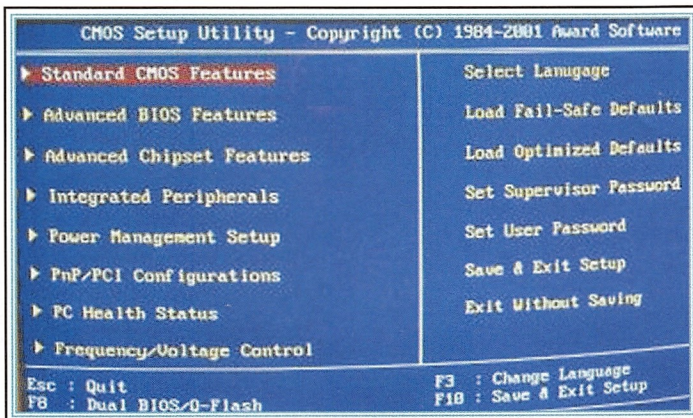 CMOS Setup Utility - Copyright (C) 1984-2001 Award Software
Standard CMOS Features
Advanced BIOS Features
Advanced Chipset Features
Integrated Peripherals
Power Management Setup
PnP/PCI Configurations
PC Health Status
Frequency/Voltage Control
Select Lanugage
Load Fail-Safe Defaults
Load Optimized Defaults
Set Supervisor Password
Set User Password
Save & Exit Setup
Exit Without Saving
Esc : Quit
F8 : Dual BIOS/Q-Flash
F3 : Change Language
F10 : Save & Exit Setup